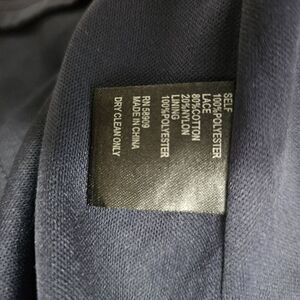 SELF
100%POLYESTER
LACE
80%COTTON
20%NYLON
LINING
100%POLYESTER
RN 58909
MADE IN CHINA
DRY CLEAN ONLY